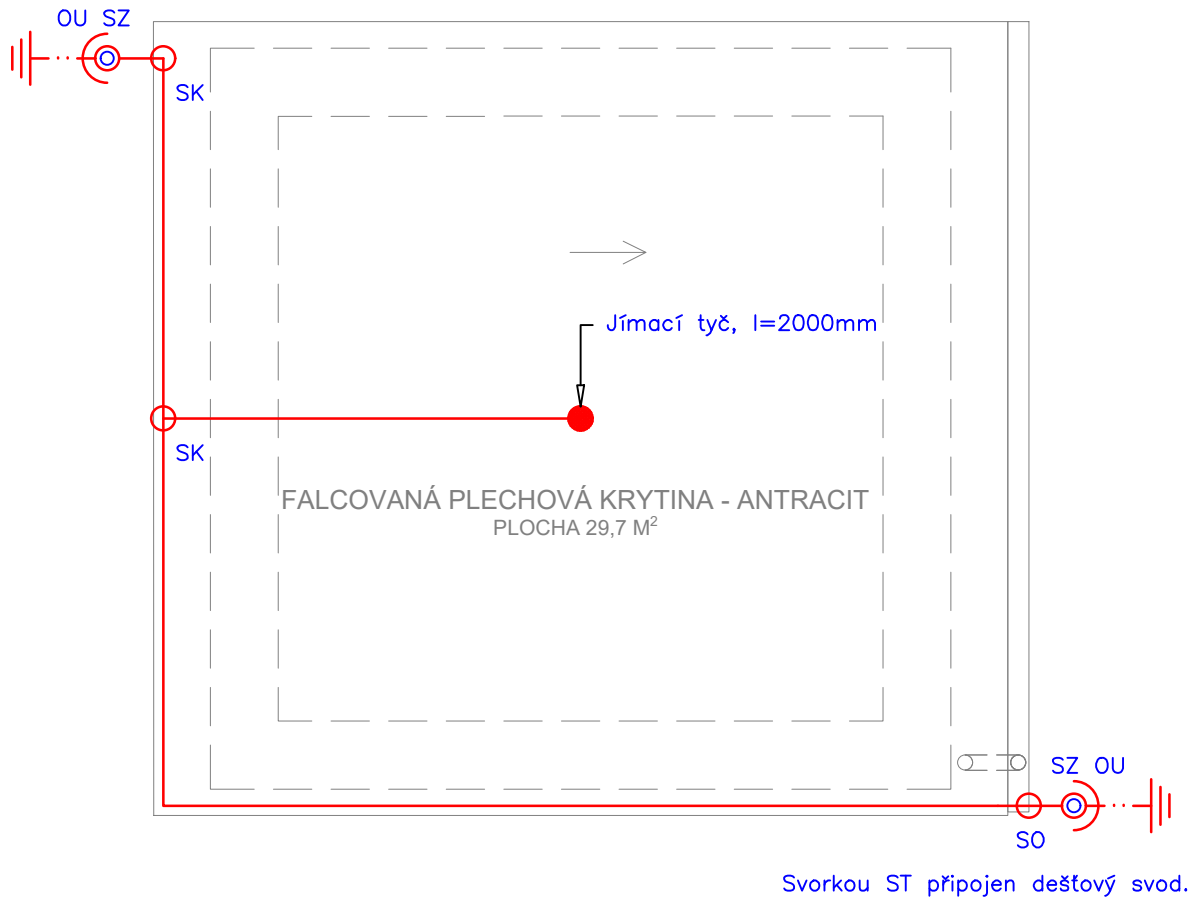 OU SZ
SK
Jímací tyč, l=2000mm
SK
FALCOVANÁ PLECHOVÁ KRYTINA - ANTRACIT
PLOCHA 29,7 M²
SZ OU
SO
Svorkou ST připojen dešťový svod.